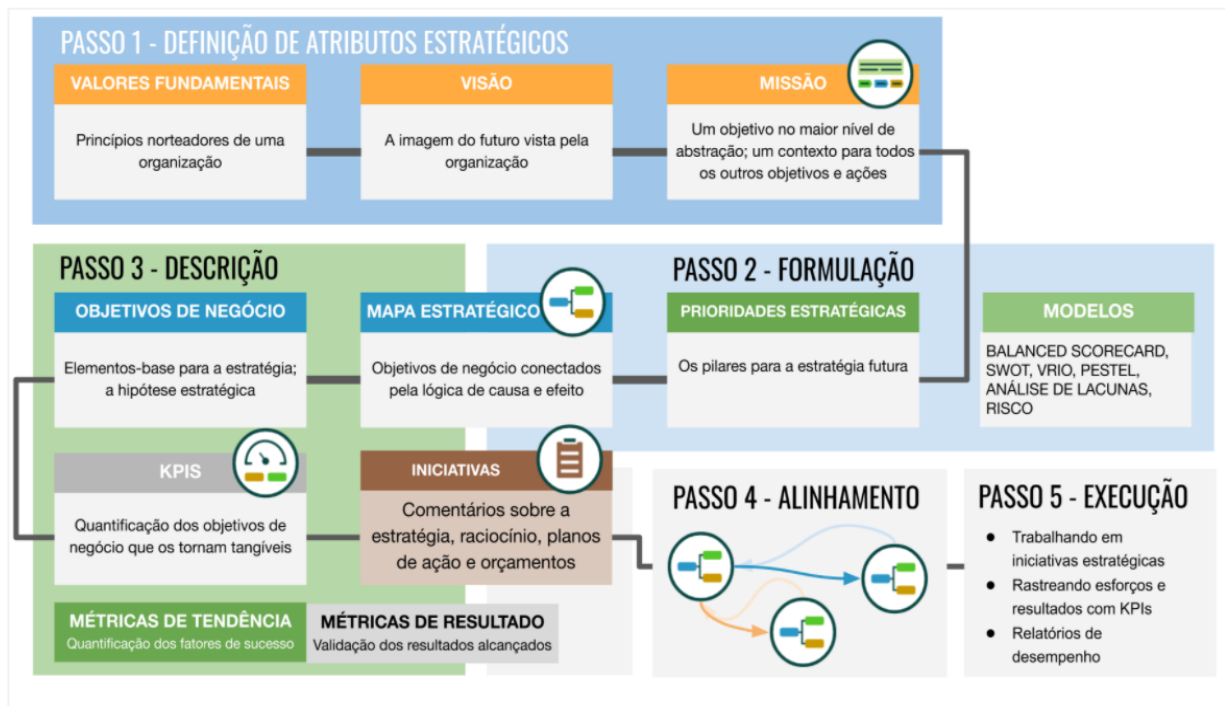 PASSO 1 - DEFINIÇÃO DE ATRIBUTOS ESTRATÉGICOS
VALORES FUNDAMENTAIS
Princípios norteadores de uma
organização
VISÃO
A imagem do futuro vista pela
organização
MISSÃO
Um objetivo no maior nível de
abstração; um contexto para todos
os outros objetivos e ações
PASSO 2 - FORMULAÇÃO
PRIORIDADES ESTRATÉGICAS
Os pilares para a estratégia futura
MODELOS
BALANCED SCORECARD,
SWOT, VRIO, PESTEL,
ANÁLISE DE LACUNAS,
RISCO
PASSO 3 - DESCRIÇÃO
OBJETIVOS DE NEGÓCIO
Elementos-base para a estratégia;
a hipótese estratégica
MAPA ESTRATÉGICO
Objetivos de negócio conectados
pela lógica de causa e efeito
KPIS
Quantificação dos objetivos de
negócio que os tornam tangíveis
INICIATIVAS
Comentários sobre a
estratégia, raciocínio, planos
de ação e orçamentos
MÉTRICAS DE TENDÊNCIA
Quantificação dos fatores de sucesso
MÉTRICAS DE RESULTADO
Validação dos resultados alcançados
PASSO 4 - ALINHAMENTO
PASSO 5 - EXECUÇÃO
● Trabalhando em
iniciativas estratégicas
● Rastreando esforços e
resultados com KPIs
● Relatórios de
desempenho